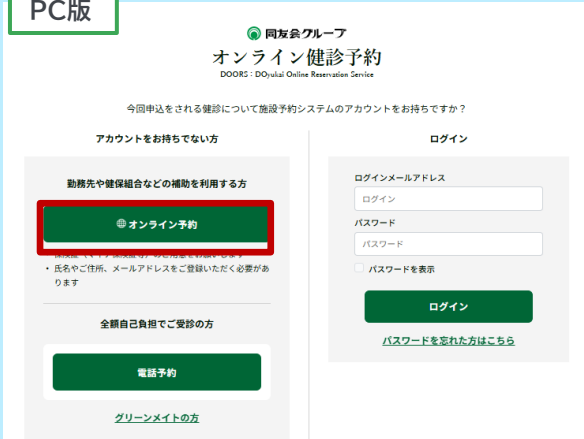 PC版
同友会グループ
オンライン健診予約
DOORS : DOyukai Online Reservation Service
今回申込をされる健診について施設予約システムのアカウントをお持ちですか？
アカウントをお持ちでない方
勤務先や健保組合などの補助を利用する方
オンライン予約
・氏名やご住所、メールアドレスをご登録いただく必要があ
ります
全額自己負担でご受診の方
電話予約
グリーンメイトの方
ログイン
ログインメールアドレス
ログイン
パスワード
パスワード
パスワードを表示
ログイン
パスワードを忘れた方はこちら